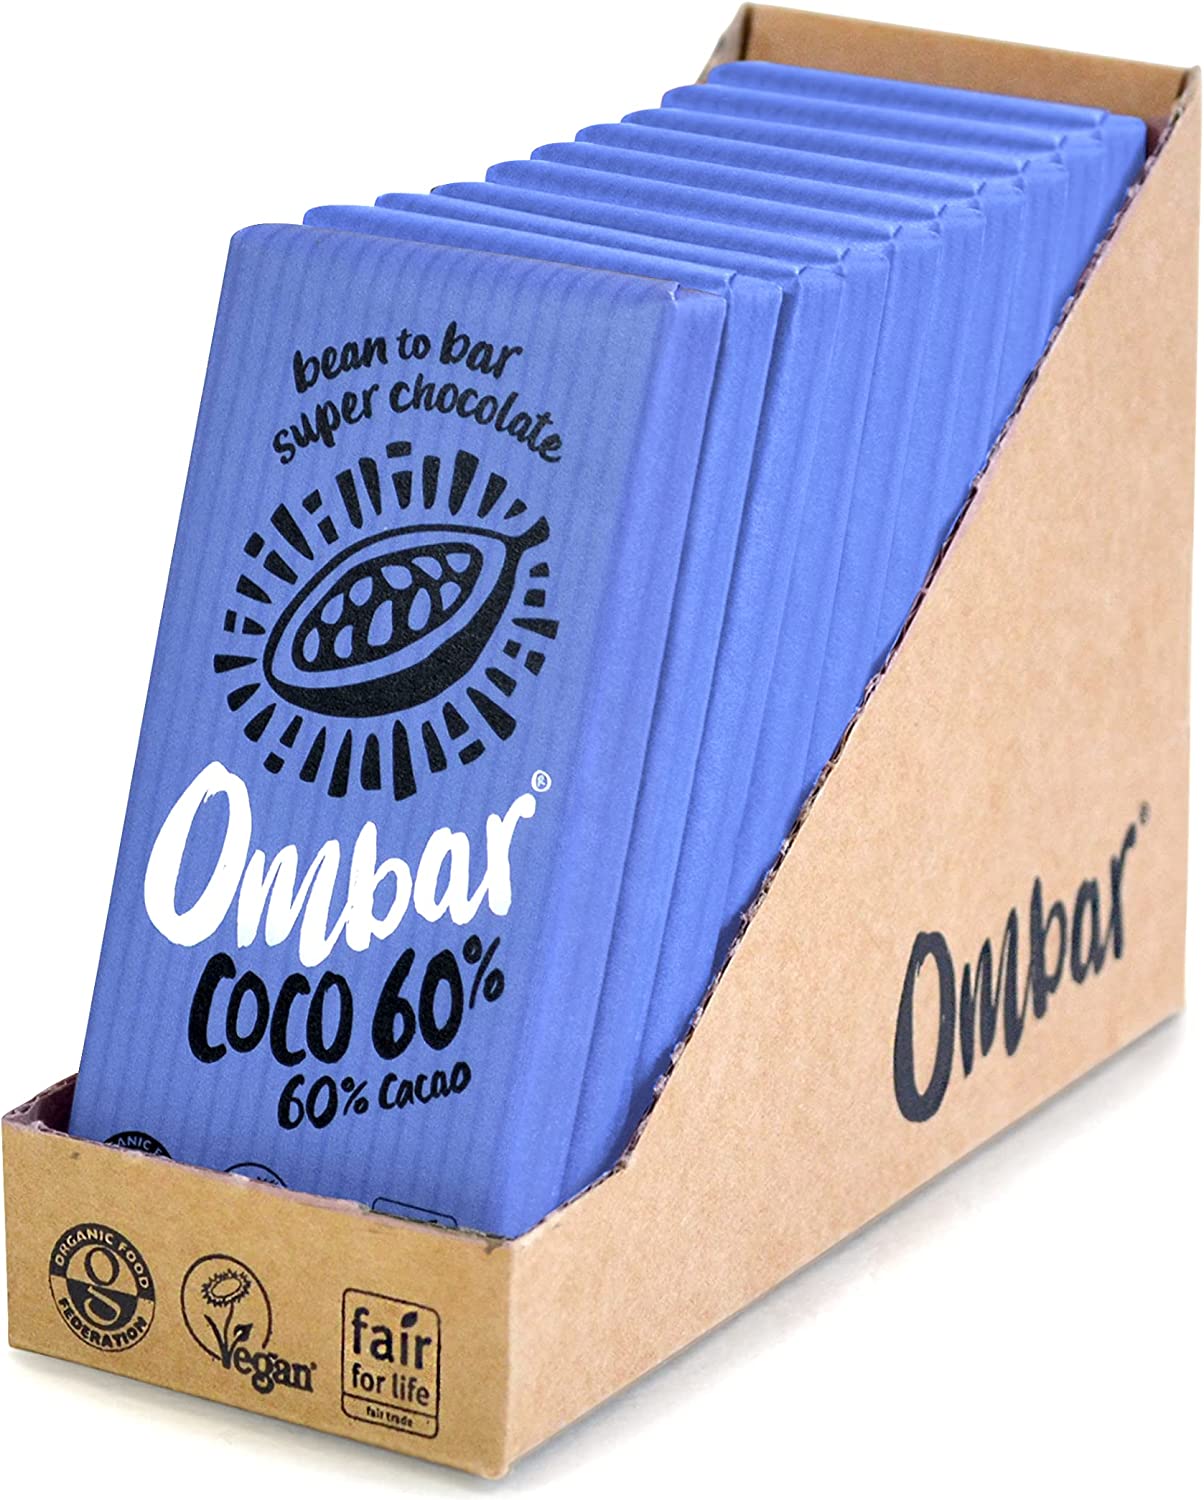 bean to bar
super chocolate
Ombar®
COCO 60%
60% Cacao
ORGANIC FOOD
FEDERATION
Vegan
fair
for life
fair trade
Ombar®